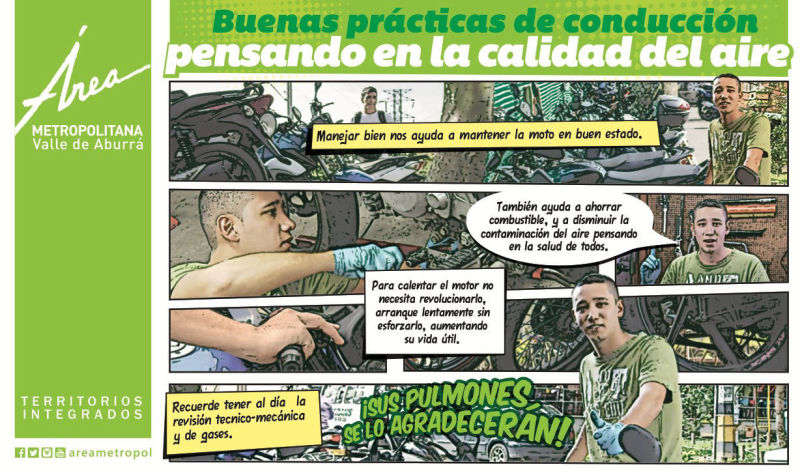 Área
METROPOLITANA
Valle de Aburrá
Buenas prácticas de conducción
pensando en la calidad del aire
Manejar bien nos ayuda a mantener la moto en buen estado.
También ayuda a ahorrar
combustible, y a disminuir la
contaminación del aire pensando
en la salud de todos.
Para calentar el motor no
necesita revolucionarlo,
arranque lentamente sin
esforzarlo, aumentando
su vida útil.
Recuerde tener al día la
revisión tecnico-mecánica
y de gases.
¡SUS PULMONES,
SE LO AGRADECERÁN!
TERRITORIOS
INTEGRADOS
areametropol